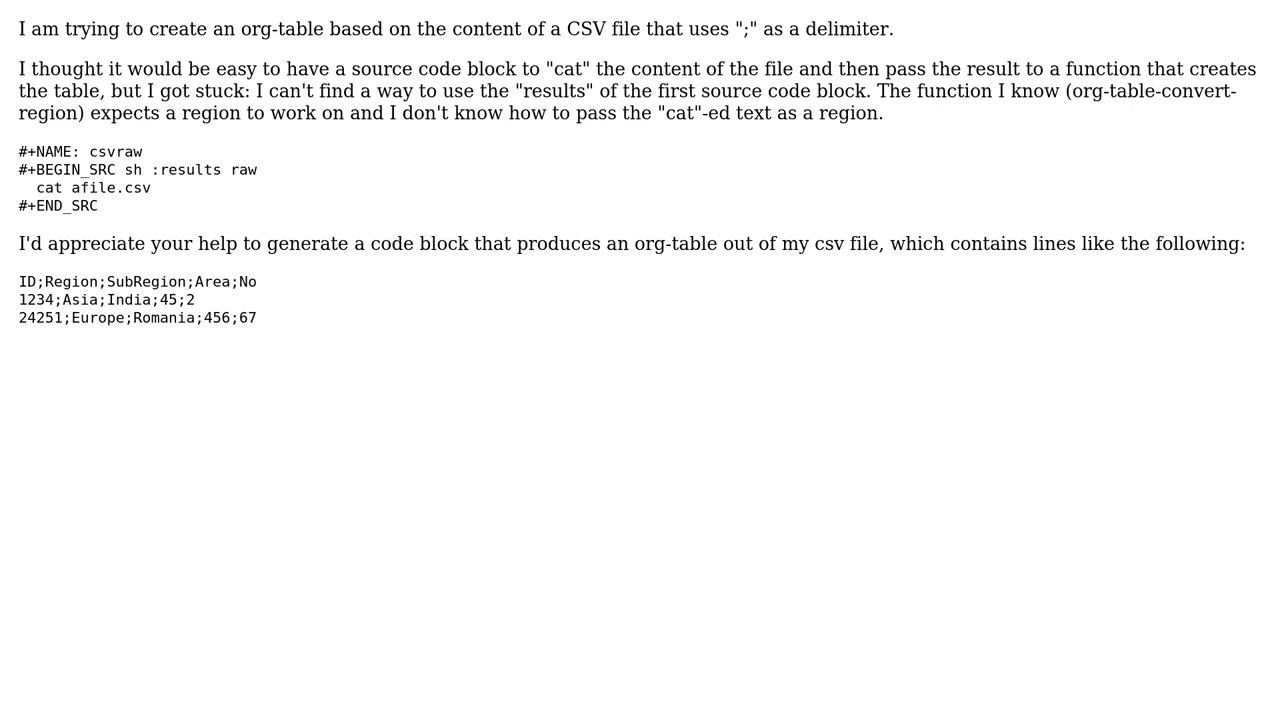 I am trying to create an org-table based on the content of a CSV file that uses ";" as a delimiter.
I thought it would be easy to have a source code block to "cat" the content of the file and then pass the result to a function that creates
the table, but I got stuck: I can't find a way to use the "results" of the first source code block. The function I know (org-table-convert-
region) expects a region to work on and I don't know how to pass the "cat"-ed text as a region.
#+NAME: csvraw
#+BEGIN_SRC sh :results raw
  cat afile.csv
#+END_SRC
I'd appreciate your help to generate a code block that produces an org-table out of my csv file, which contains lines like the following:
ID;Region;SubRegion;Area;No
1234;Asia;India;45;2
24251;Europe;Romania;456;67